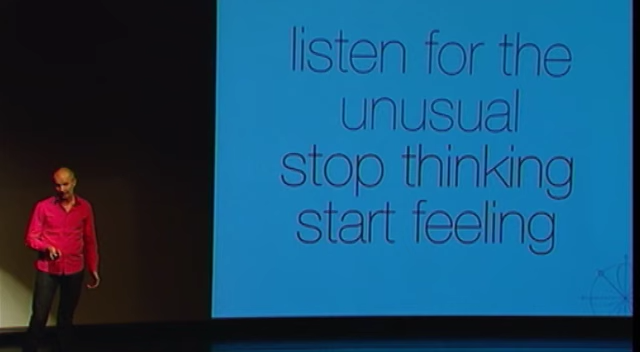 listen for the
unusual
stop thinking
start feeling